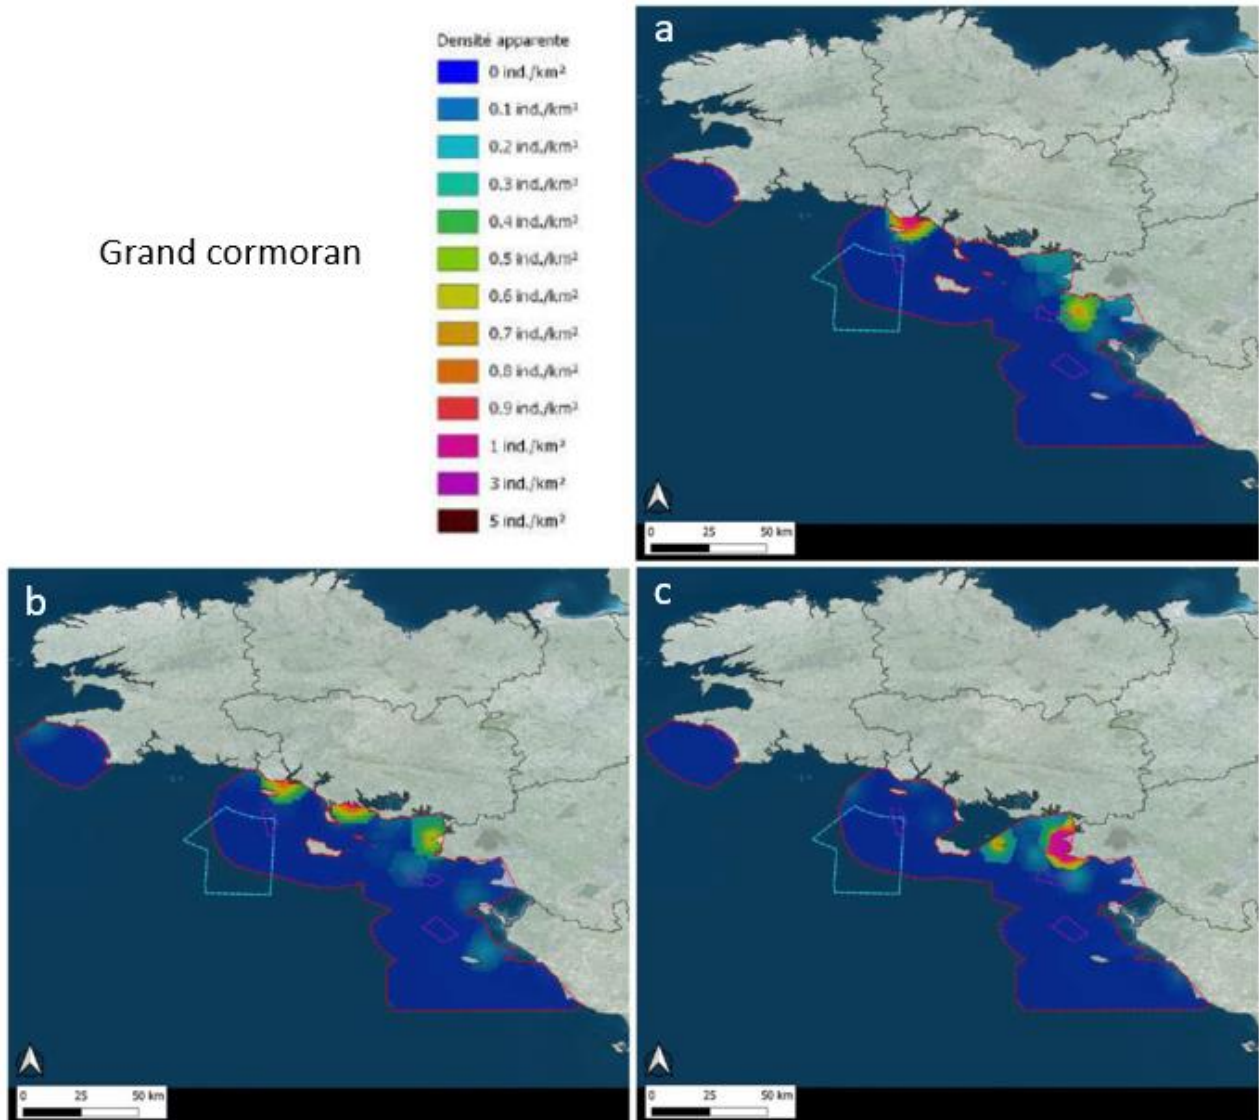 Grand cormoran
Densité apparente
0 ind./km²
0.1 ind./km²
0.2 ind./km²
0.3 ind./km²
0.4 ind./km²
0.5 ind./km²
0.6 ind./km²
0.7 ind./km²
0.8 ind./km²
0.9 ind./km²
1 ind./km²
3 ind./km²
5 ind./km²
a
0 25 50 km
b
0 25 50 km
c
0 25 50 km